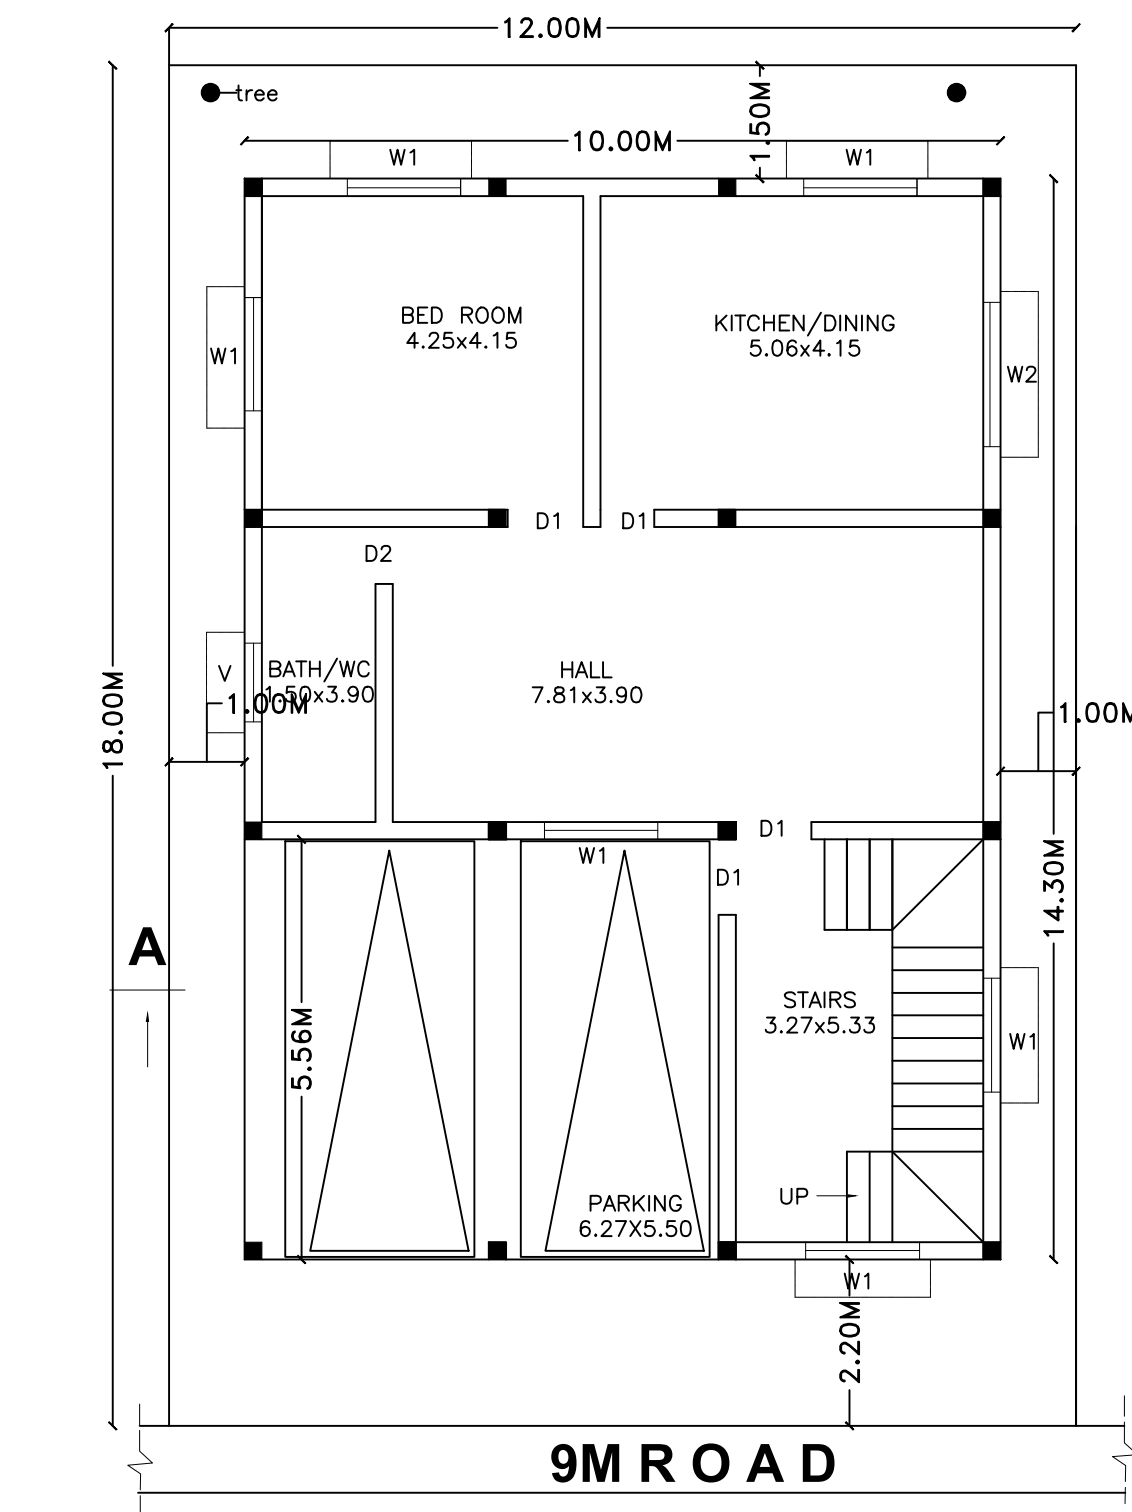 12.00M
tree
1.50M
10.00M
W1
W1
BED ROOM
4.25x4.15
KITCHEN/DINING
5.06x4.15
W1
W2
D1
D1
D2
BATH/WC
1.50x3.90
V
1.00M
HALL
7.81x3.90
1.00M
18.00M
D1
W1
D1
14.30M
A
STAIRS
3.27x5.33
5.56M
W1
PARKING
6.27X5.50
UP
W1
2.20M
9M ROAD